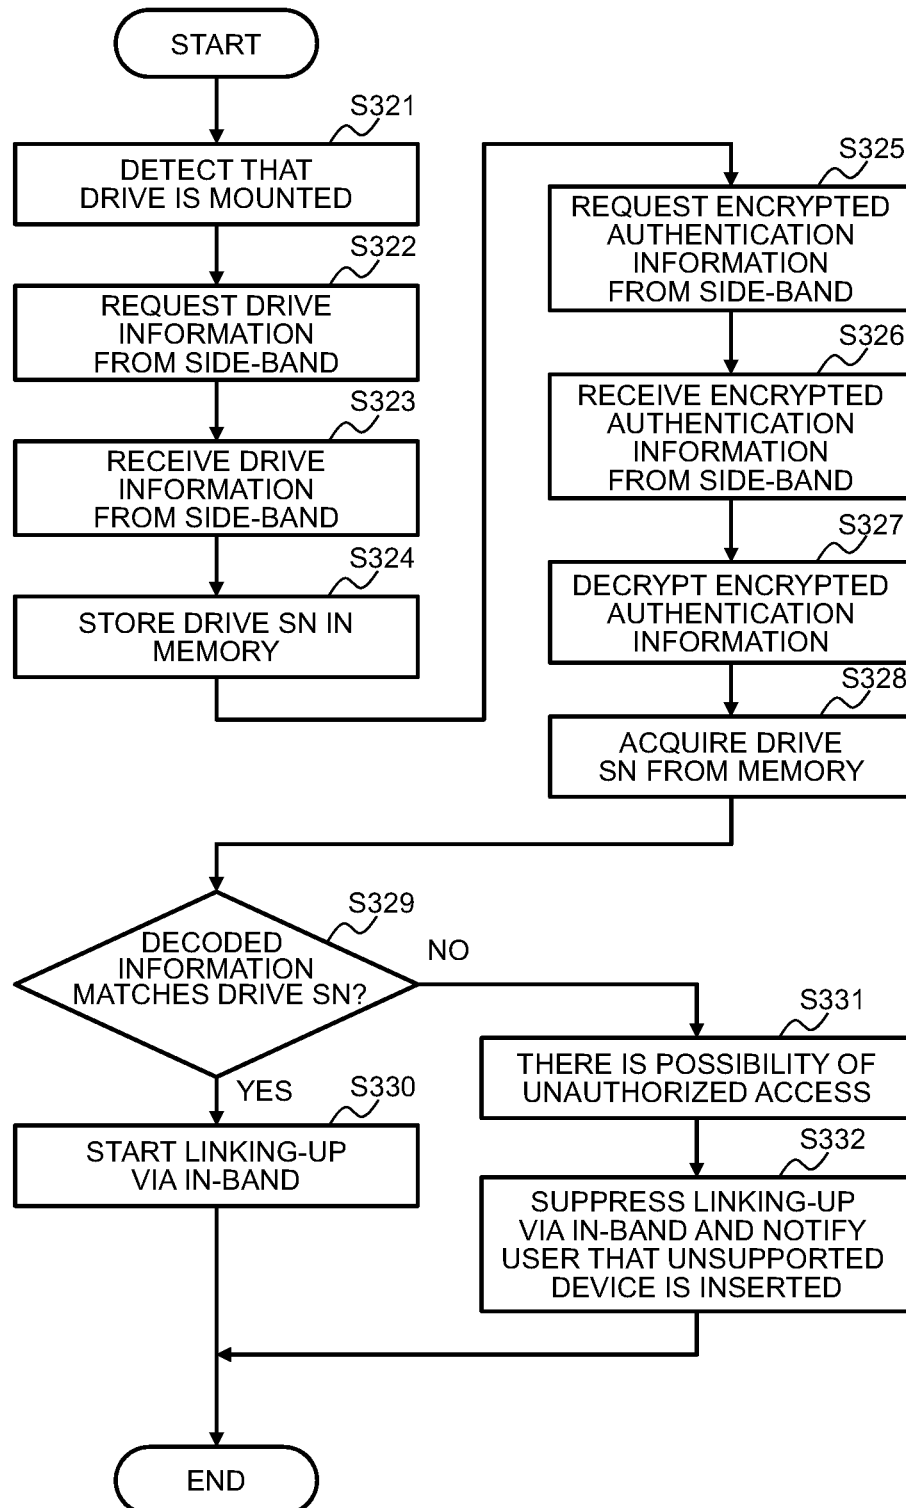 START
S321
DETECT THAT
DRIVE IS MOUNTED
S322
REQUEST DRIVE
INFORMATION
FROM SIDE-BAND
S323
RECEIVE DRIVE
INFORMATION
FROM SIDE-BAND
S324
STORE DRIVE SN IN
MEMORY
S325
REQUEST ENCRYPTED
AUTHENTICATION
INFORMATION
FROM SIDE-BAND
S326
RECEIVE ENCRYPTED
AUTHENTICATION
INFORMATION
FROM SIDE-BAND
S327
DECRYPT ENCRYPTED
AUTHENTICATION
INFORMATION
S328
ACQUIRE DRIVE
SN FROM MEMORY
S329
DECODED
INFORMATION
MATCHES DRIVE SN?
NO
YES
S330
START LINKING-UP
VIA IN-BAND
S331
THERE IS POSSIBILITY OF
UNAUTHORIZED ACCESS
S332
SUPPRESS LINKING-UP
VIA IN-BAND AND NOTIFY
USER THAT UNSUPPORTED
DEVICE IS INSERTED
END